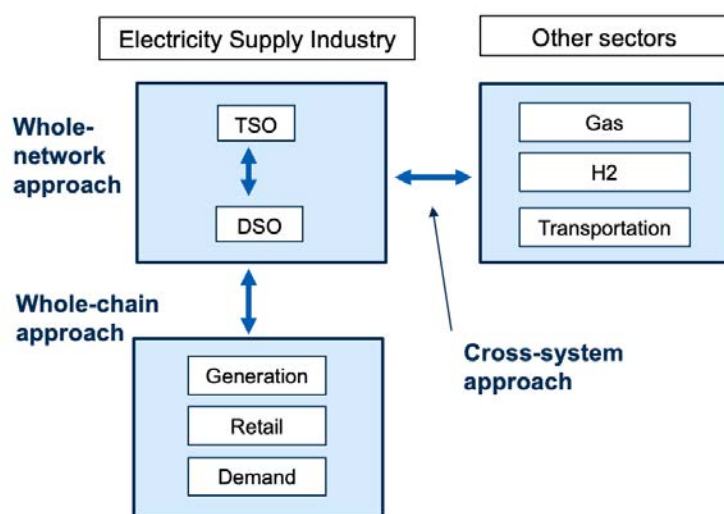 Electricity Supply Industry
Other sectors
Whole-
network
approach
TSO
DSO
Gas
H2
Transportation
Whole-chain
approach
Generation
Retail
Demand
Cross-system
approach